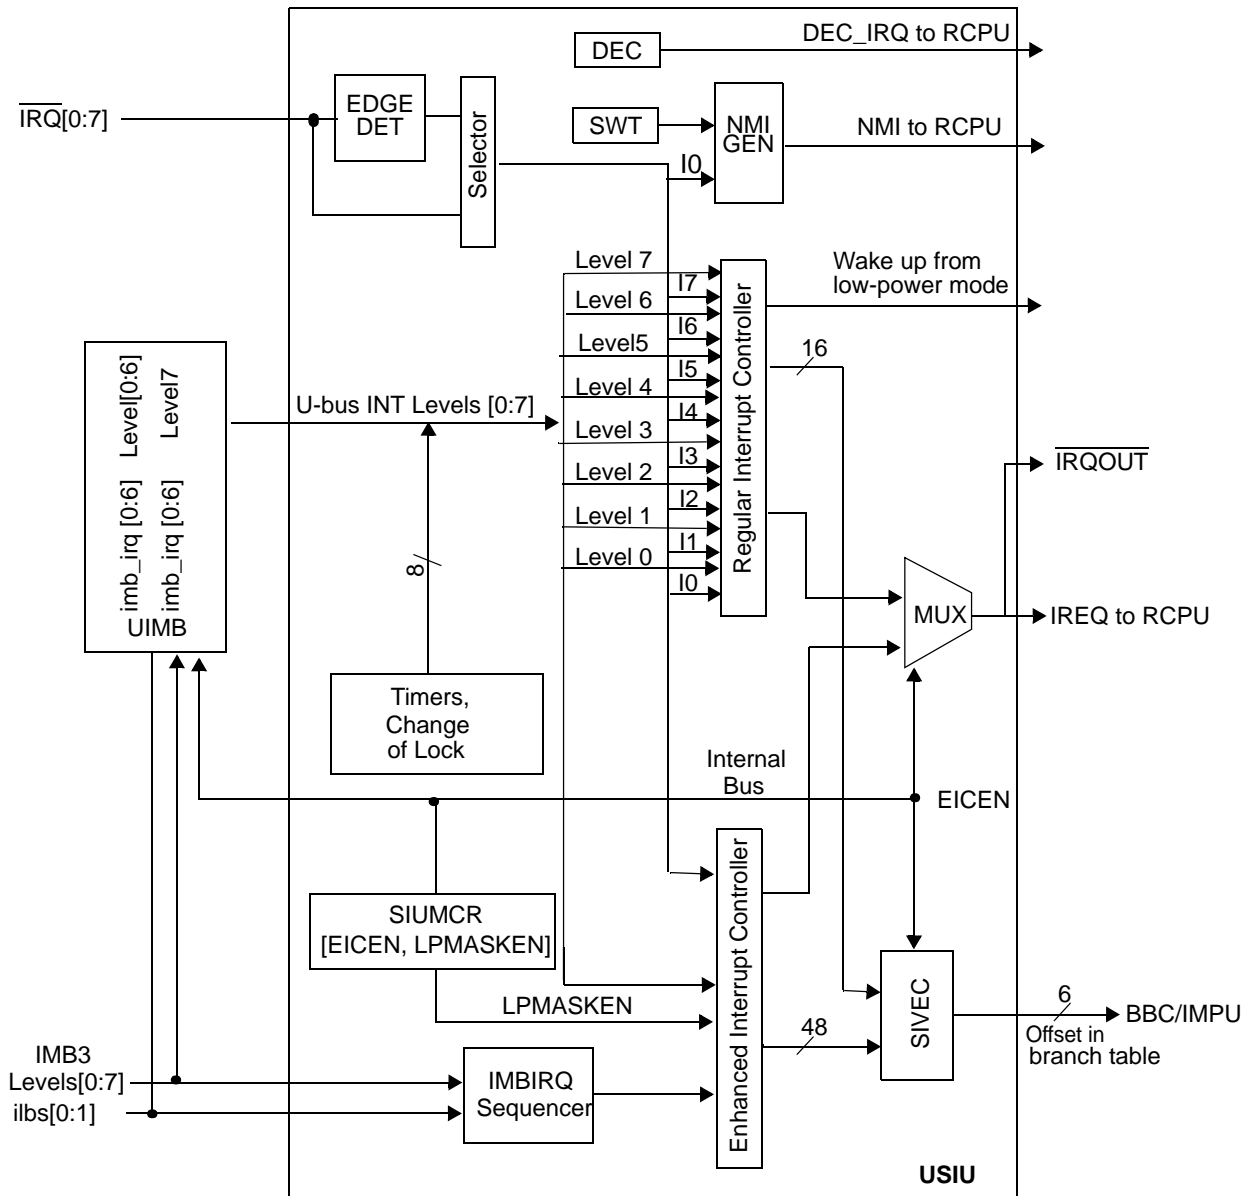 DEC_IRQ to RCPU
DEC
IRQ[0:7]
EDGE
DET
Selector
SWT
NMI
GEN
NMI to RCPU
I0
Level 7
I7
Level 6
I6
Level5
I5
Level 4
I4
Level 3
I3
Level 2
I2
Level 1
I1
Level 0
I0
Regular Interrupt Controller
Wake up from
low-power mode
16
Level[0:6]
Level7
imb_irq [0:6]
imb_irq [0:6]
UIMB
U-bus INT Levels [0:7]
8
Timers,
Change
of Lock
IRQOUT
MUX
IREQ to RCPU
Internal
Bus
EICEN
SIUMCR
[EICEN, LPMASKEN]
LPMASKEN
Enhanced Interrupt Controller
48
SIVEC
6
Offset in
branch table
BBC/IMPU
IMB3
Levels[0:7]
ilbs[0:1]
IMBIRQ
Sequencer
USIU